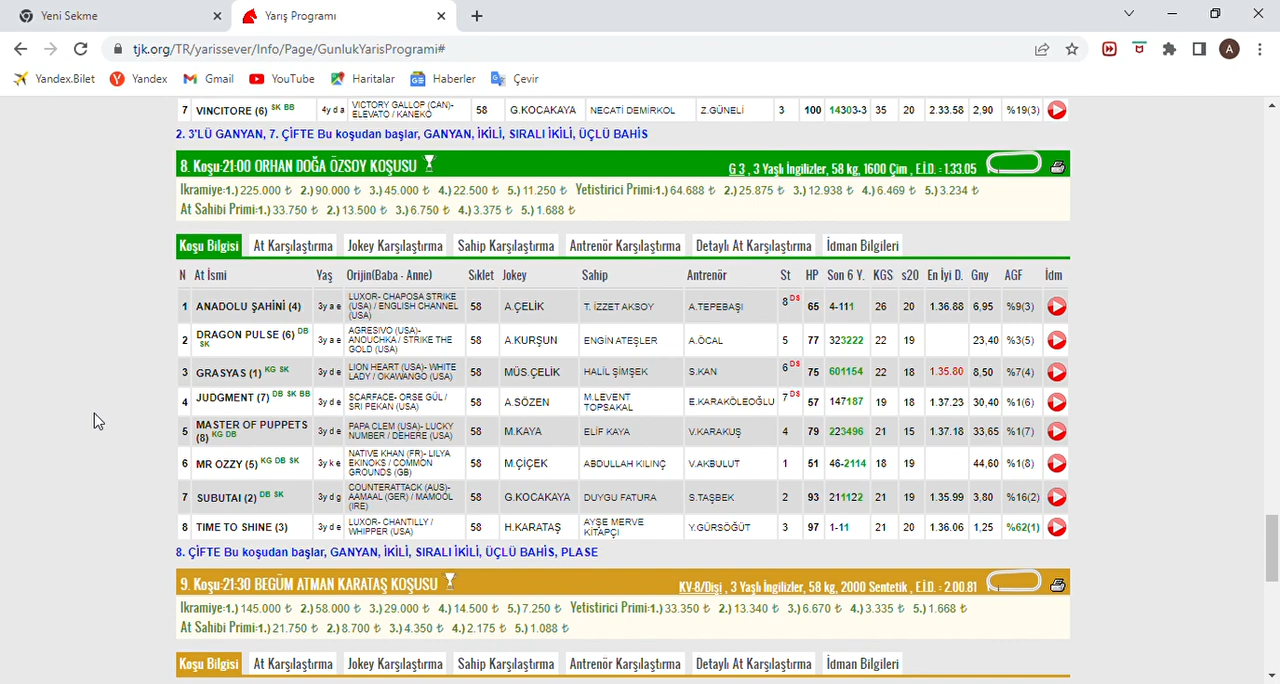 Yeni Sekme
Yarış Programı
tjk.org/TR/yarissever/Info/Page/GunlukYarisProgrami#
A
Yandex.Bilet Yandex Gmail YouTube Haritalar Haberler Çevir
7 VINCITORE (6) SK BB 4y d a VICTORY GALLOP (CAN)- ELEVATO / KANEKO 58 G.KOCAKAYA NECATİ DEMİRKOL Z.GÜNELİ 3 100 14303-3 35 20 2.33.58 2,90 %19(3)
2. 3'LÜ GANYAN, 7. ÇİFTE Bu koşudan başlar, GANYAN, İKİLİ, SIRALI İKİLİ, ÜÇLÜ BAHİS
8. Koşu:21:00 ORHAN DOĞA ÖZSOY KOŞUSU G 3 , 3 Yaşlı İngilizler, 58 kg, 1600 Çim , E.İ.D. : 1.33.05
Ikramiye:1.) 225.000 ₺ 2.) 90.000 ₺ 3.) 45.000 ₺ 4.) 22.500 ₺ 5.) 11.250 ₺ Yetistirici Primi:1.) 64.688 ₺ 2.) 25.875 ₺ 3.) 12.938 ₺ 4.) 6.469 ₺ 5.) 3.234 ₺
At Sahibi Primi:1.) 33.750 ₺ 2.) 13.500 ₺ 3.) 6.750 ₺ 4.) 3.375 ₺ 5.) 1.688 ₺
Koşu Bilgisi At Karşılaştırma Jokey Karşılaştırma Sahip Karşılaştırma Antrenör Karşılaştırma Detaylı At Karşılaştırma İdman Bilgileri
N At İsmi Yaş Orijin(Baba - Anne) Sıklet Jokey Sahip Antrenör St HP Son 6 Y. KGS s20 En İyi D. Gny AGF İdm
1 ANADOLU ŞAHİNİ (4) 3y a e LUXOR- CHAPOSA STRIKE (USA) / ENGLISH CHANNEL (USA) 58 A.ÇELİK T. İZZET AKSOY A.TEPEBAŞI 8 DS 65 4-111 26 20 1.36.88 6,95 %9(3)
2 DRAGON PULSE (6) DB SK 3y a e AGRESIVO (USA)- ANOUCHKA / STRIKE THE GOLD (USA) 58 A.KURŞUN ENGİN ATEŞLER A.ÖCAL 5 77 323222 22 19 23,40 %3(5)
3 GRASYAS (1) KG SK 3y d e LION HEART (USA)- WHITE LADY / OKAWANGO (USA) 58 MÜS.ÇELİK HALİL ŞİMŞEK S.KAN 6 DS 75 601154 22 18 1.35.80 8,50 %7(4)
4 JUDGMENT (7) DB SK BB 3y d e SCARFACE- ORSE GÜL / SRI PEKAN (USA) 58 A.SÖZEN M.LEVENT TOPSAKAL E.KARAKÖLEOĞLU 7 DS 57 147187 19 18 1.37.23 30,40 %1(6)
5 MASTER OF PUPPETS (8) KG DB 3y d e PAPA CLEM (USA)- LUCKY NUMBER / DEHERE (USA) 58 M.KAYA ELİF KAYA V.KARAKUŞ 4 79 223496 21 15 1.37.18 33,65 %1(7)
6 MR OZZY (5) KG DB SK 3y k e NATIVE KHAN (FR)- LILYA EKINOKS / COMMON GROUNDS (GB) 58 M.ÇİÇEK ABDULLAH KILINÇ V.AKBULUT 1 51 46-2114 18 19 44,60 %1(8)
7 SUBUTAI (2) DB SK 3y d g COUNTERATTACK (AUS)- AAMAAL (GER) / MAMOOL (IRE) 58 G.KOCAKAYA DUYGU FATURA S.TAŞBEK 2 93 211122 21 19 1.35.99 3,80 %16(2)
8 TIME TO SHINE (3) 3y d e LUXOR- CHANTILLY / WHIPPER (USA) 58 H.KARATAŞ AYŞE MERVE KİTAPÇI Y.GÜRSÖĞÜT 3 97 1-11 21 20 1.36.06 1,25 %62(1)
8. ÇİFTE Bu koşudan başlar, GANYAN, İKİLİ, SIRALI İKİLİ, ÜÇLÜ BAHİS, PLASE
9. Koşu:21:30 BEGÜM ATMAN KARATAŞ KOŞUSU KV-8/Dişi , 3 Yaşlı İngilizler, 58 kg, 2000 Sentetik , E.İ.D. : 2.00.81
Ikramiye:1.) 145.000 ₺ 2.) 58.000 ₺ 3.) 29.000 ₺ 4.) 14.500 ₺ 5.) 7.250 ₺ Yetistirici Primi:1.) 33.350 ₺ 2.) 13.340 ₺ 3.) 6.670 ₺ 4.) 3.335 ₺ 5.) 1.668 ₺
At Sahibi Primi:1.) 21.750 ₺ 2.) 8.700 ₺ 3.) 4.350 ₺ 4.) 2.175 ₺ 5.) 1.088 ₺
Koşu Bilgisi At Karşılaştırma Jokey Karşılaştırma Sahip Karşılaştırma Antrenör Karşılaştırma Detaylı At Karşılaştırma İdman Bilgileri